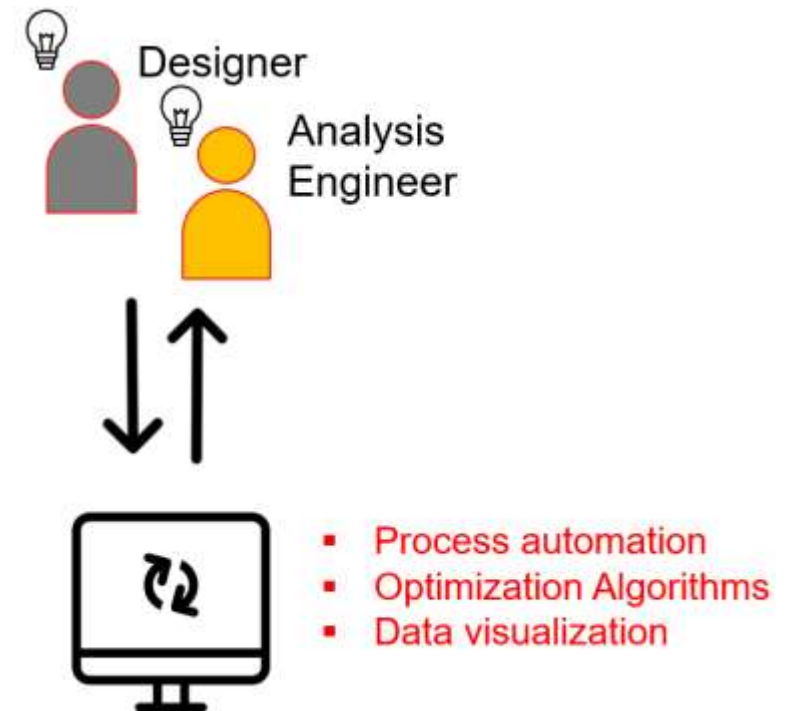 Designer
Analysis
Engineer
▪ Process automation
▪ Optimization Algorithms
▪ Data visualization